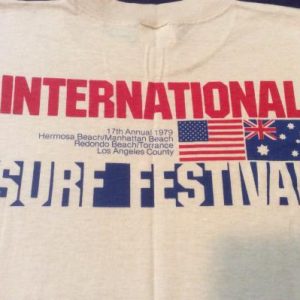 INTERNATIONAL
17th Annual 1979
Hermosa Beach/Manhattan Beach
Redondo Beach/Torrance
Los Angeles County
SURF FESTIVAL